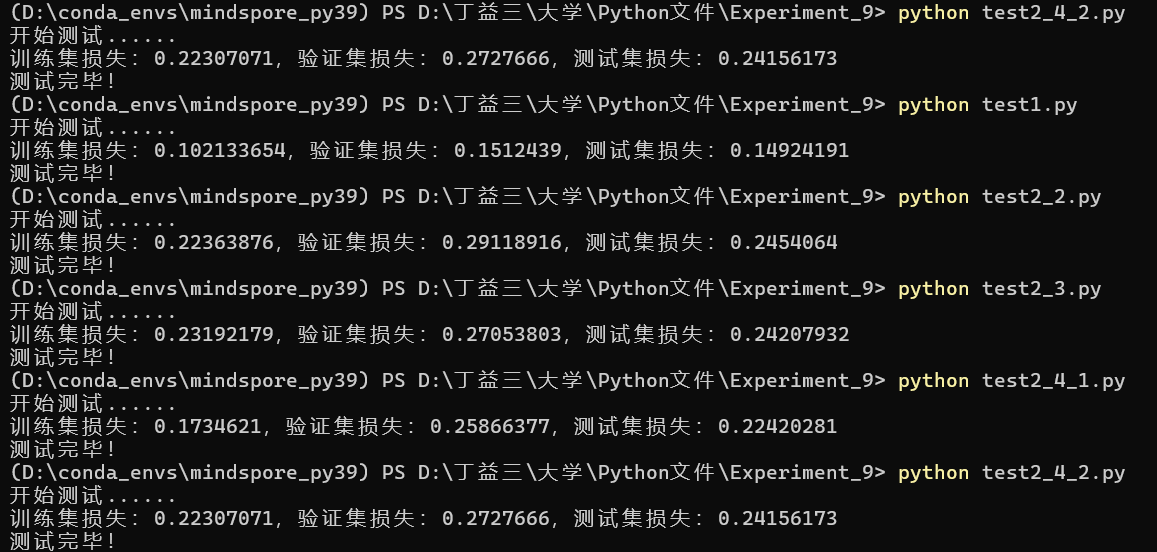 (D:\conda_envs\mindspore_py39) PS D:\丁益三\大学\Python文件\Experiment_9> python test2_4_2.py
开始测试......
训练集损失: 0.22307071, 验证集损失: 0.2727666, 测试集损失: 0.24156173
测试完毕!
(D:\conda_envs\mindspore_py39) PS D:\丁益三\大学\Python文件\Experiment_9> python test1.py
开始测试......
训练集损失: 0.102133654, 验证集损失: 0.1512439, 测试集损失: 0.14924191
测试完毕!
(D:\conda_envs\mindspore_py39) PS D:\丁益三\大学\Python文件\Experiment_9> python test2_2.py
开始测试......
训练集损失: 0.22363876, 验证集损失: 0.29118916, 测试集损失: 0.2454064
测试完毕!
(D:\conda_envs\mindspore_py39) PS D:\丁益三\大学\Python文件\Experiment_9> python test2_3.py
开始测试......
训练集损失: 0.23192179, 验证集损失: 0.27053803, 测试集损失: 0.24207932
测试完毕!
(D:\conda_envs\mindspore_py39) PS D:\丁益三\大学\Python文件\Experiment_9> python test2_4_1.py
开始测试......
训练集损失: 0.1734621, 验证集损失: 0.25866377, 测试集损失: 0.22420281
测试完毕!
(D:\conda_envs\mindspore_py39) PS D:\丁益三\大学\Python文件\Experiment_9> python test2_4_2.py
开始测试......
训练集损失: 0.22307071, 验证集损失: 0.2727666, 测试集损失: 0.24156173
测试完毕!